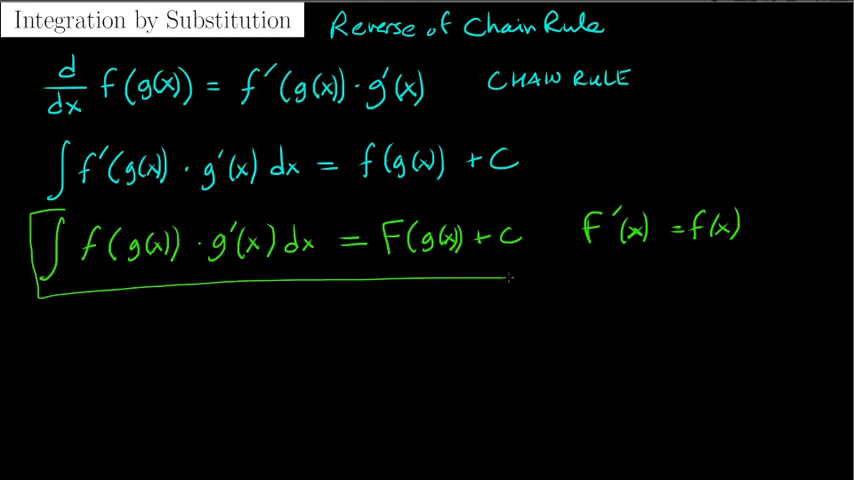 Integration by Substitution Reverse of Chain Rule
d/dx f(g(x)) = f'(g(x)) · g'(x) CHAIN RULE
∫ f'(g(x)) · g'(x) dx = f(g(x)) + C
∫ f(g(x)) · g'(x) dx = F(g(x)) + C F'(x) = f(x)